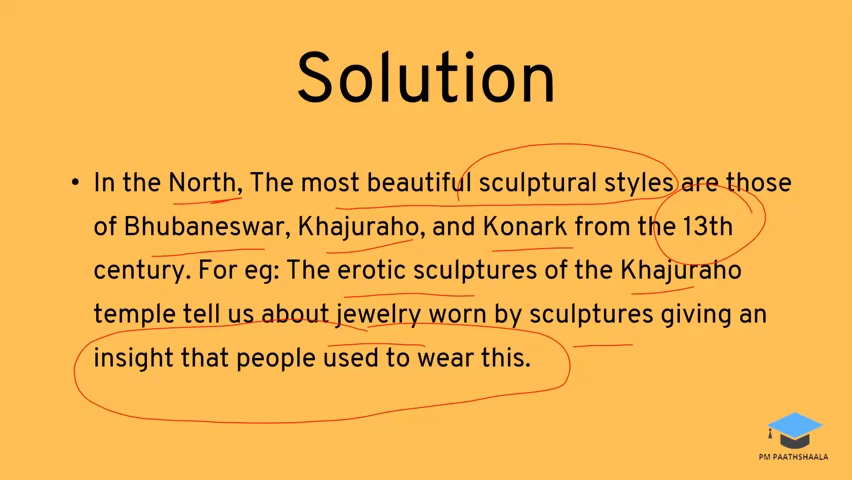 Solution
• In the North, The most beautiful sculptural styles are those
of Bhubaneswar, Khajuraho, and Konark from the 13th
century. For eg: The erotic sculptures of the Khajuraho
temple tell us about jewelry worn by sculptures giving an
insight that people used to wear this.
PM PAATHSHAALA